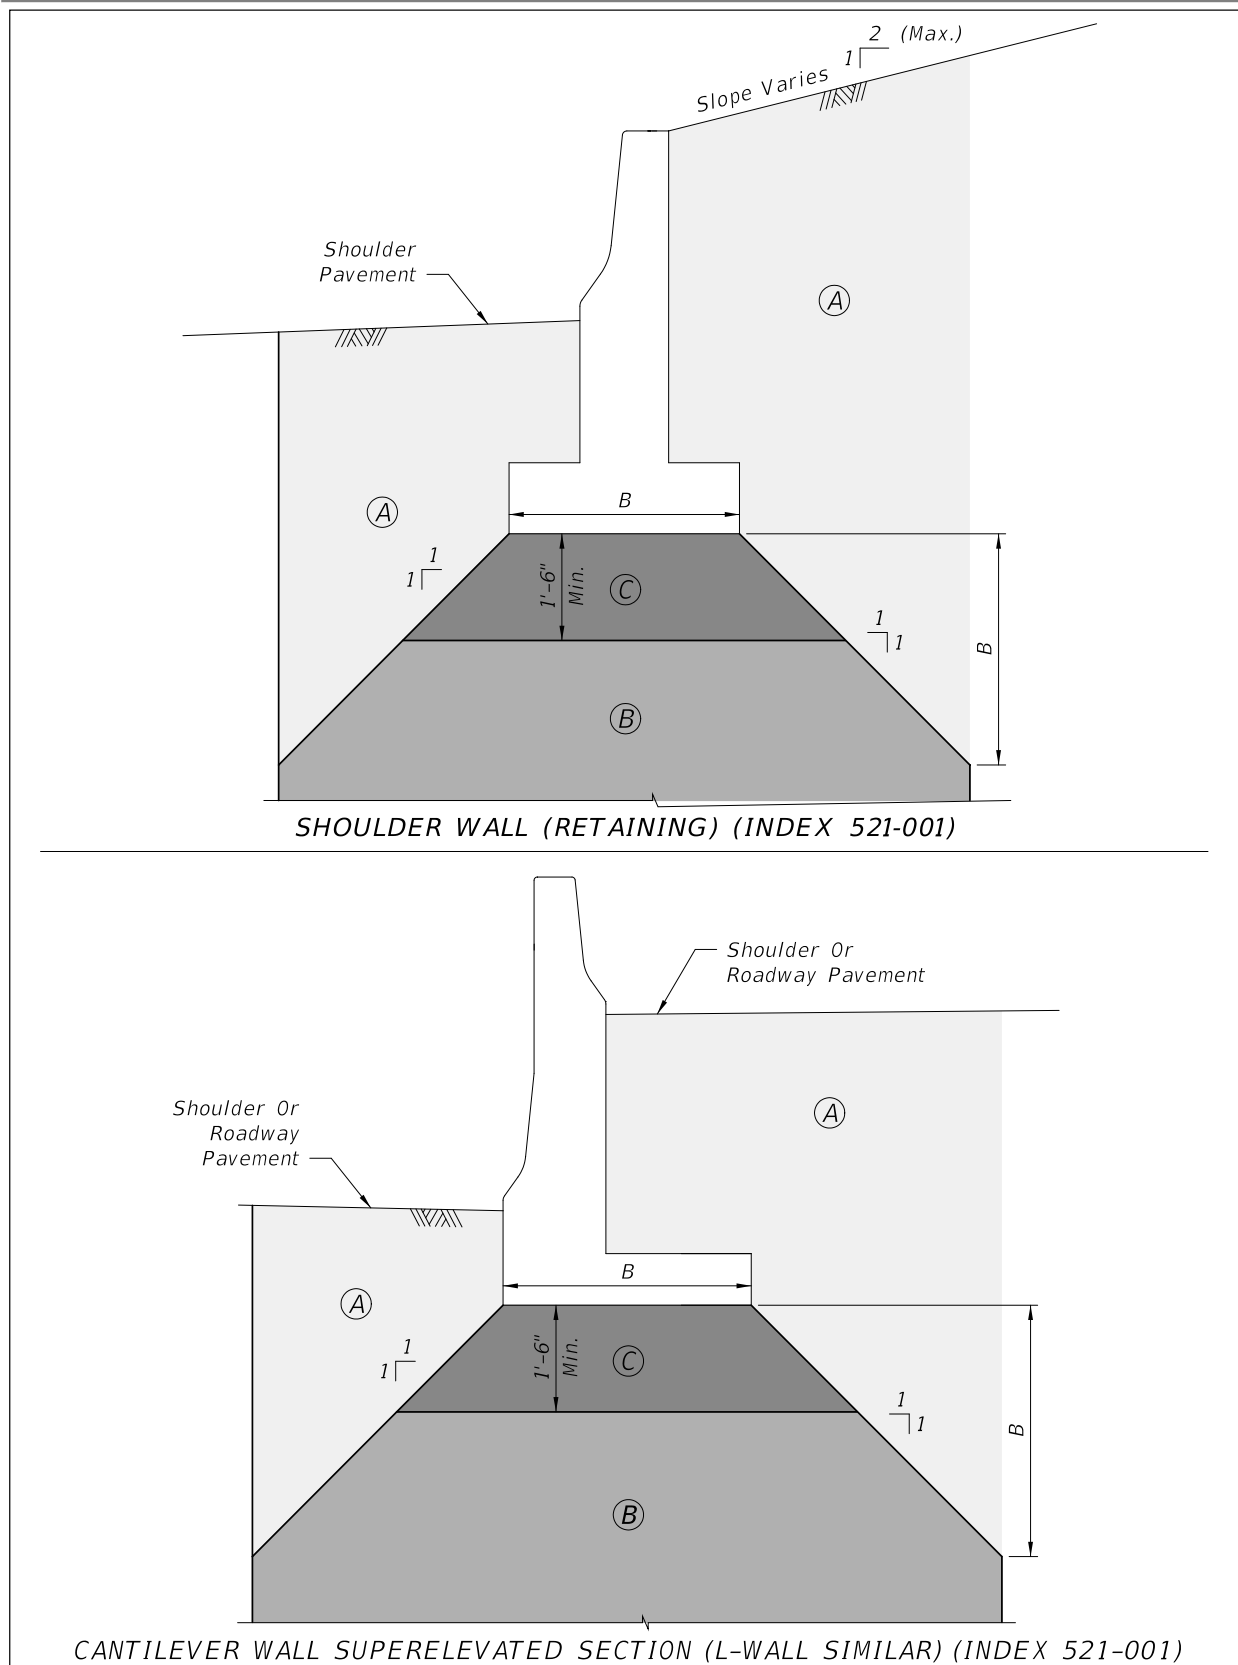 2 (Max.)
1
Slope Varies
Shoulder
Pavement
A
A
B
1
1
1'-6"
Min.
C
1
1
B
B
SHOULDER WALL (RETAINING) (INDEX 521-001)
Shoulder Or
Roadway Pavement
Shoulder Or
Roadway
Pavement
A
A
B
1
1
1'-6"
Min.
C
1
1
B
B
CANTILEVER WALL SUPERELEVATED SECTION (L-WALL SIMILAR) (INDEX 521-001)